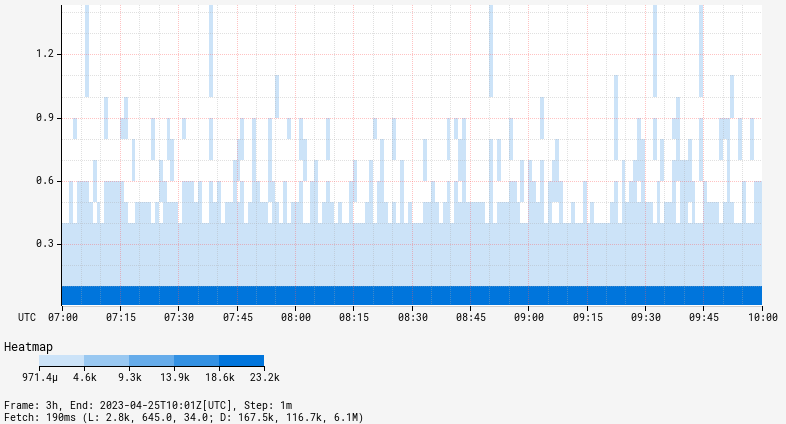 1.2
0.9
0.6
0.3
UTC 07:00 07:15 07:30 07:45 08:00 08:15 08:30 08:45 09:00 09:15 09:30 09:45 10:00
Heatmap
971.4µ 4.6k 9.3k 13.9k 18.6k 23.2k
Frame: 3h, End: 2023-04-25T10:01Z[UTC], Step: 1m
Fetch: 190ms (L: 2.8k, 645.0, 34.0; D: 167.5k, 116.7k, 6.1M)